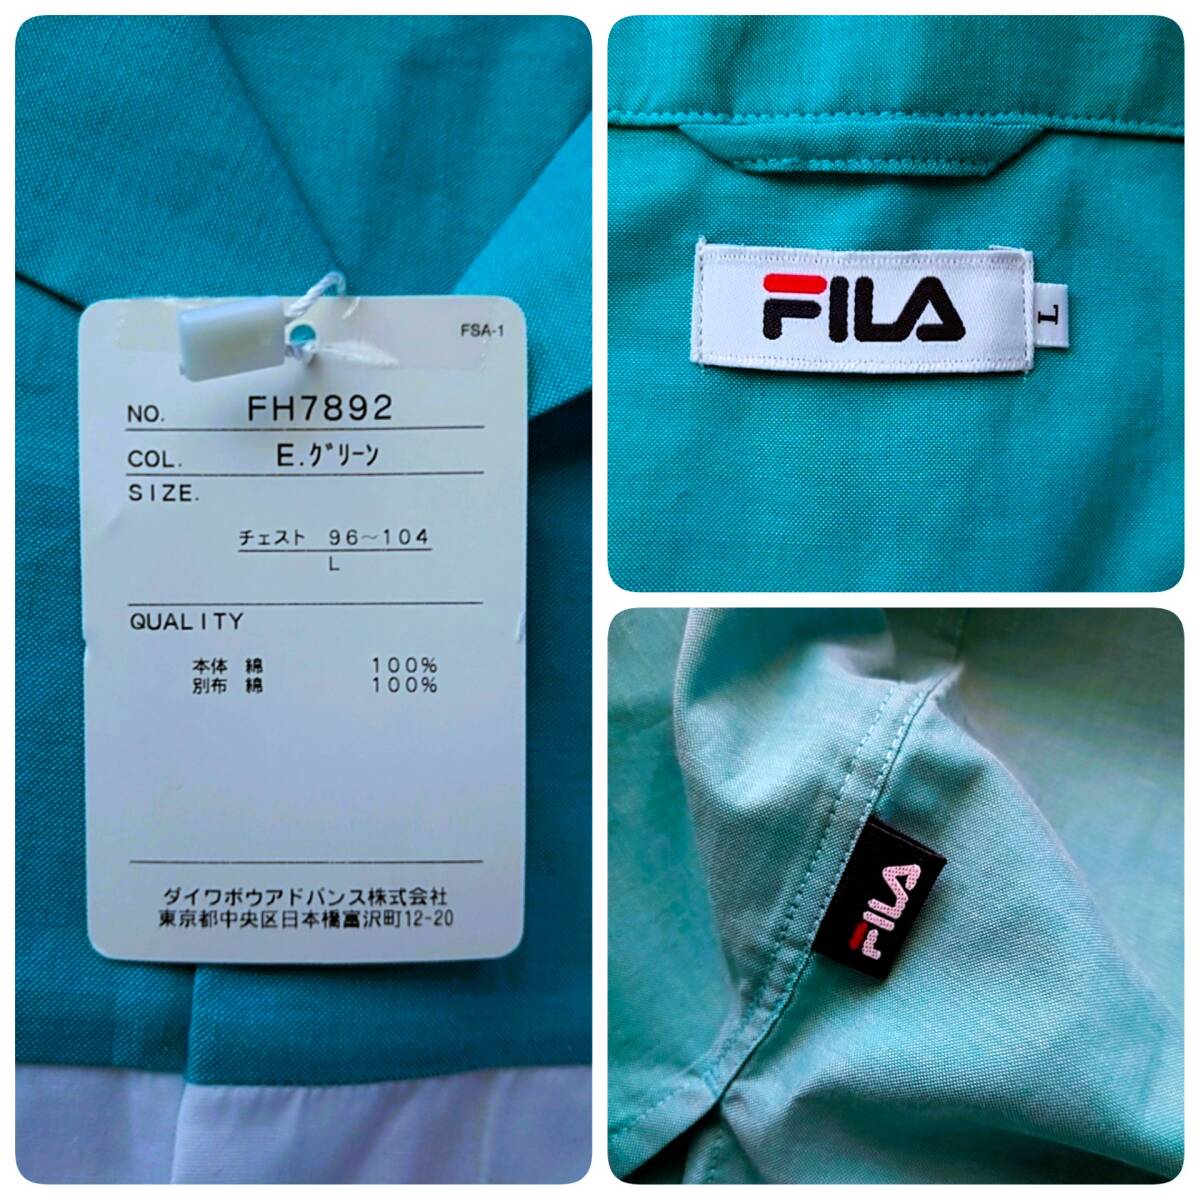 FSA-1
NO. FH7892
COL. E.グリーン
SIZE.
チェスト 96～104
L
QUALITY
本体 綿 100%
別布 綿 100%
ダイワボウアドバンス株式会社
東京都中央区日本橋富沢町12-20
FILA
L
FILA